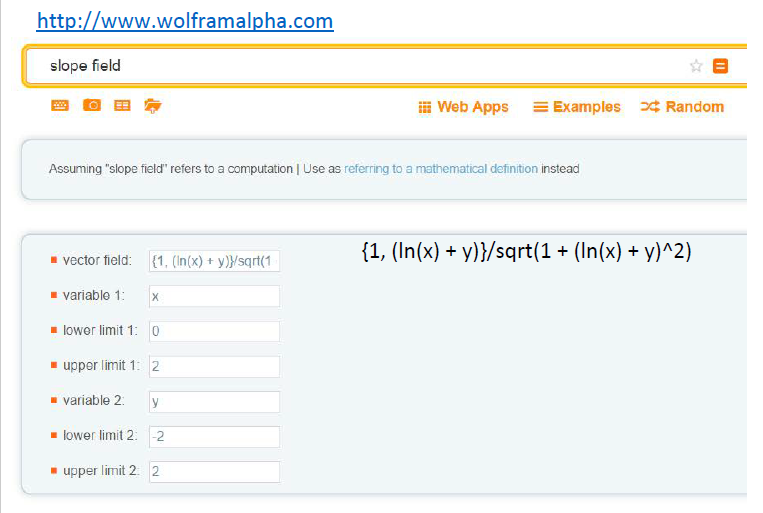 http://www.wolframalpha.com
slope field
Web Apps Examples Random
Assuming "slope field" refers to a computation | Use as referring to a mathematical definition instead
vector field: {1, (ln(x) + y)}/sqrt(1 {1, (ln(x) + y)}/sqrt(1 + (ln(x) + y)^2)
variable 1: x
lower limit 1: 0
upper limit 1: 2
variable 2: y
lower limit 2: -2
upper limit 2: 2